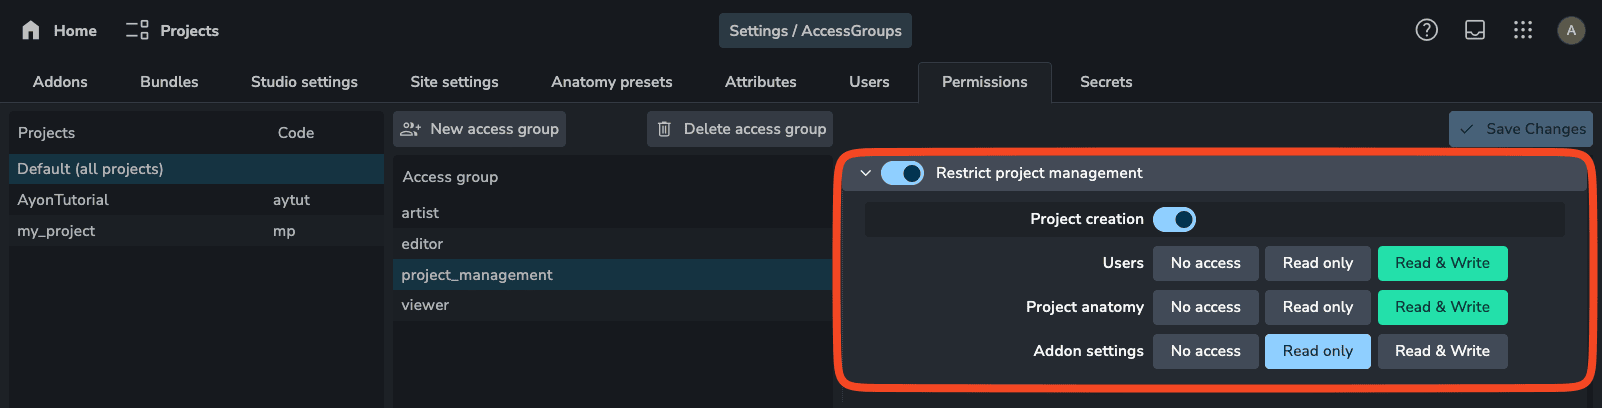 Home Projects Settings / AccessGroups A
Addons Bundles Studio settings Site settings Anatomy presets Attributes Users Permissions Secrets
Projects Code
Default (all projects)
AyonTutorial aytut
my_project mp
New access group Delete access group
Access group
artist
editor
project_management
viewer
Save Changes
Restrict project management
Project creation
Users No access Read only Read & Write
Project anatomy No access Read only Read & Write
Addon settings No access Read only Read & Write